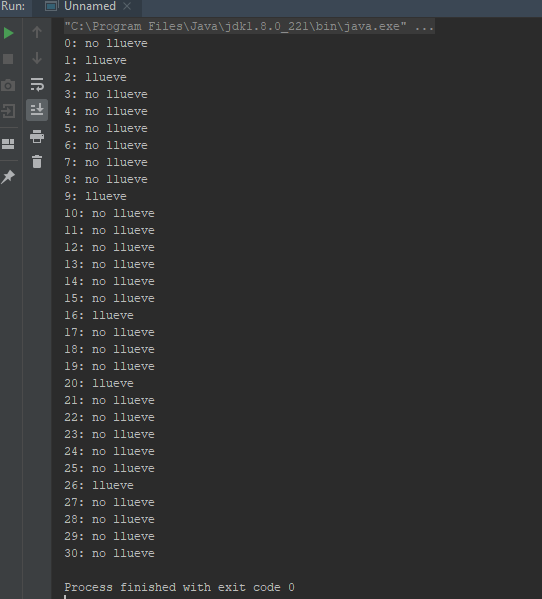 Run: Unnamed
"C:\Program Files\Java\jdk1.8.0_221\bin\java.exe" ...
0: no llueve
1: llueve
2: llueve
3: no llueve
4: no llueve
5: no llueve
6: no llueve
7: no llueve
8: no llueve
9: llueve
10: no llueve
11: no llueve
12: no llueve
13: no llueve
14: no llueve
15: no llueve
16: llueve
17: no llueve
18: no llueve
19: no llueve
20: llueve
21: no llueve
22: no llueve
23: no llueve
24: no llueve
25: no llueve
26: llueve
27: no llueve
28: no llueve
29: no llueve
30: no llueve
Process finished with exit code 0